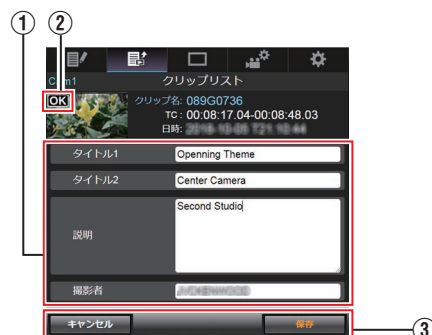 ① ②
C m1 クリップリスト
OK
クリップ名: 089G0736
TC : 00:08:17.04-00:08:48.03
日時:
タイトル1 Openning Theme
タイトル2 Center Camera
説明 Second Studio
撮影者
キャンセル 保存
③